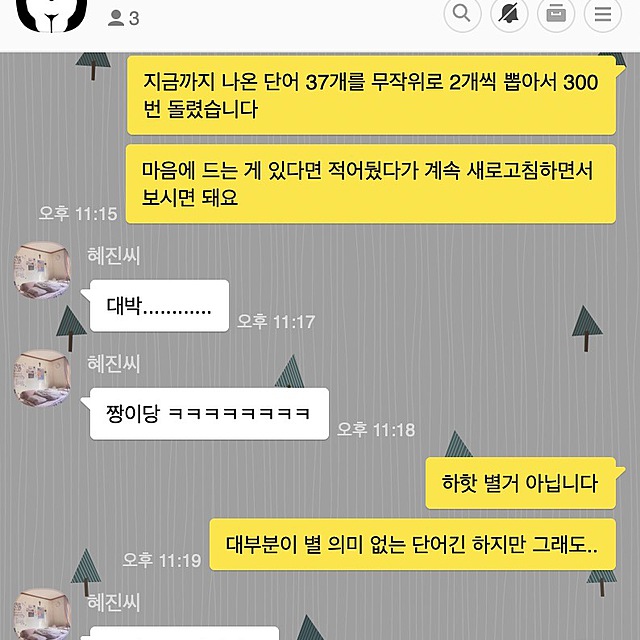 3
지금까지 나온 단어 37개를 무작위로 2개씩 뽑아서 300
번 돌렸습니다
마음에 드는 게 있다면 적어뒀다가 계속 새로고침하면서
보시면 돼요
오후 11:15
혜진씨
대박............
오후 11:17
혜진씨
짱이당 ㅋㅋㅋㅋㅋㅋㅋㅋ
오후 11:18
하핫 별거 아닙니다
대부분이 별 의미 없는 단어긴 하지만 그래도..
오후 11:19
혜진씨